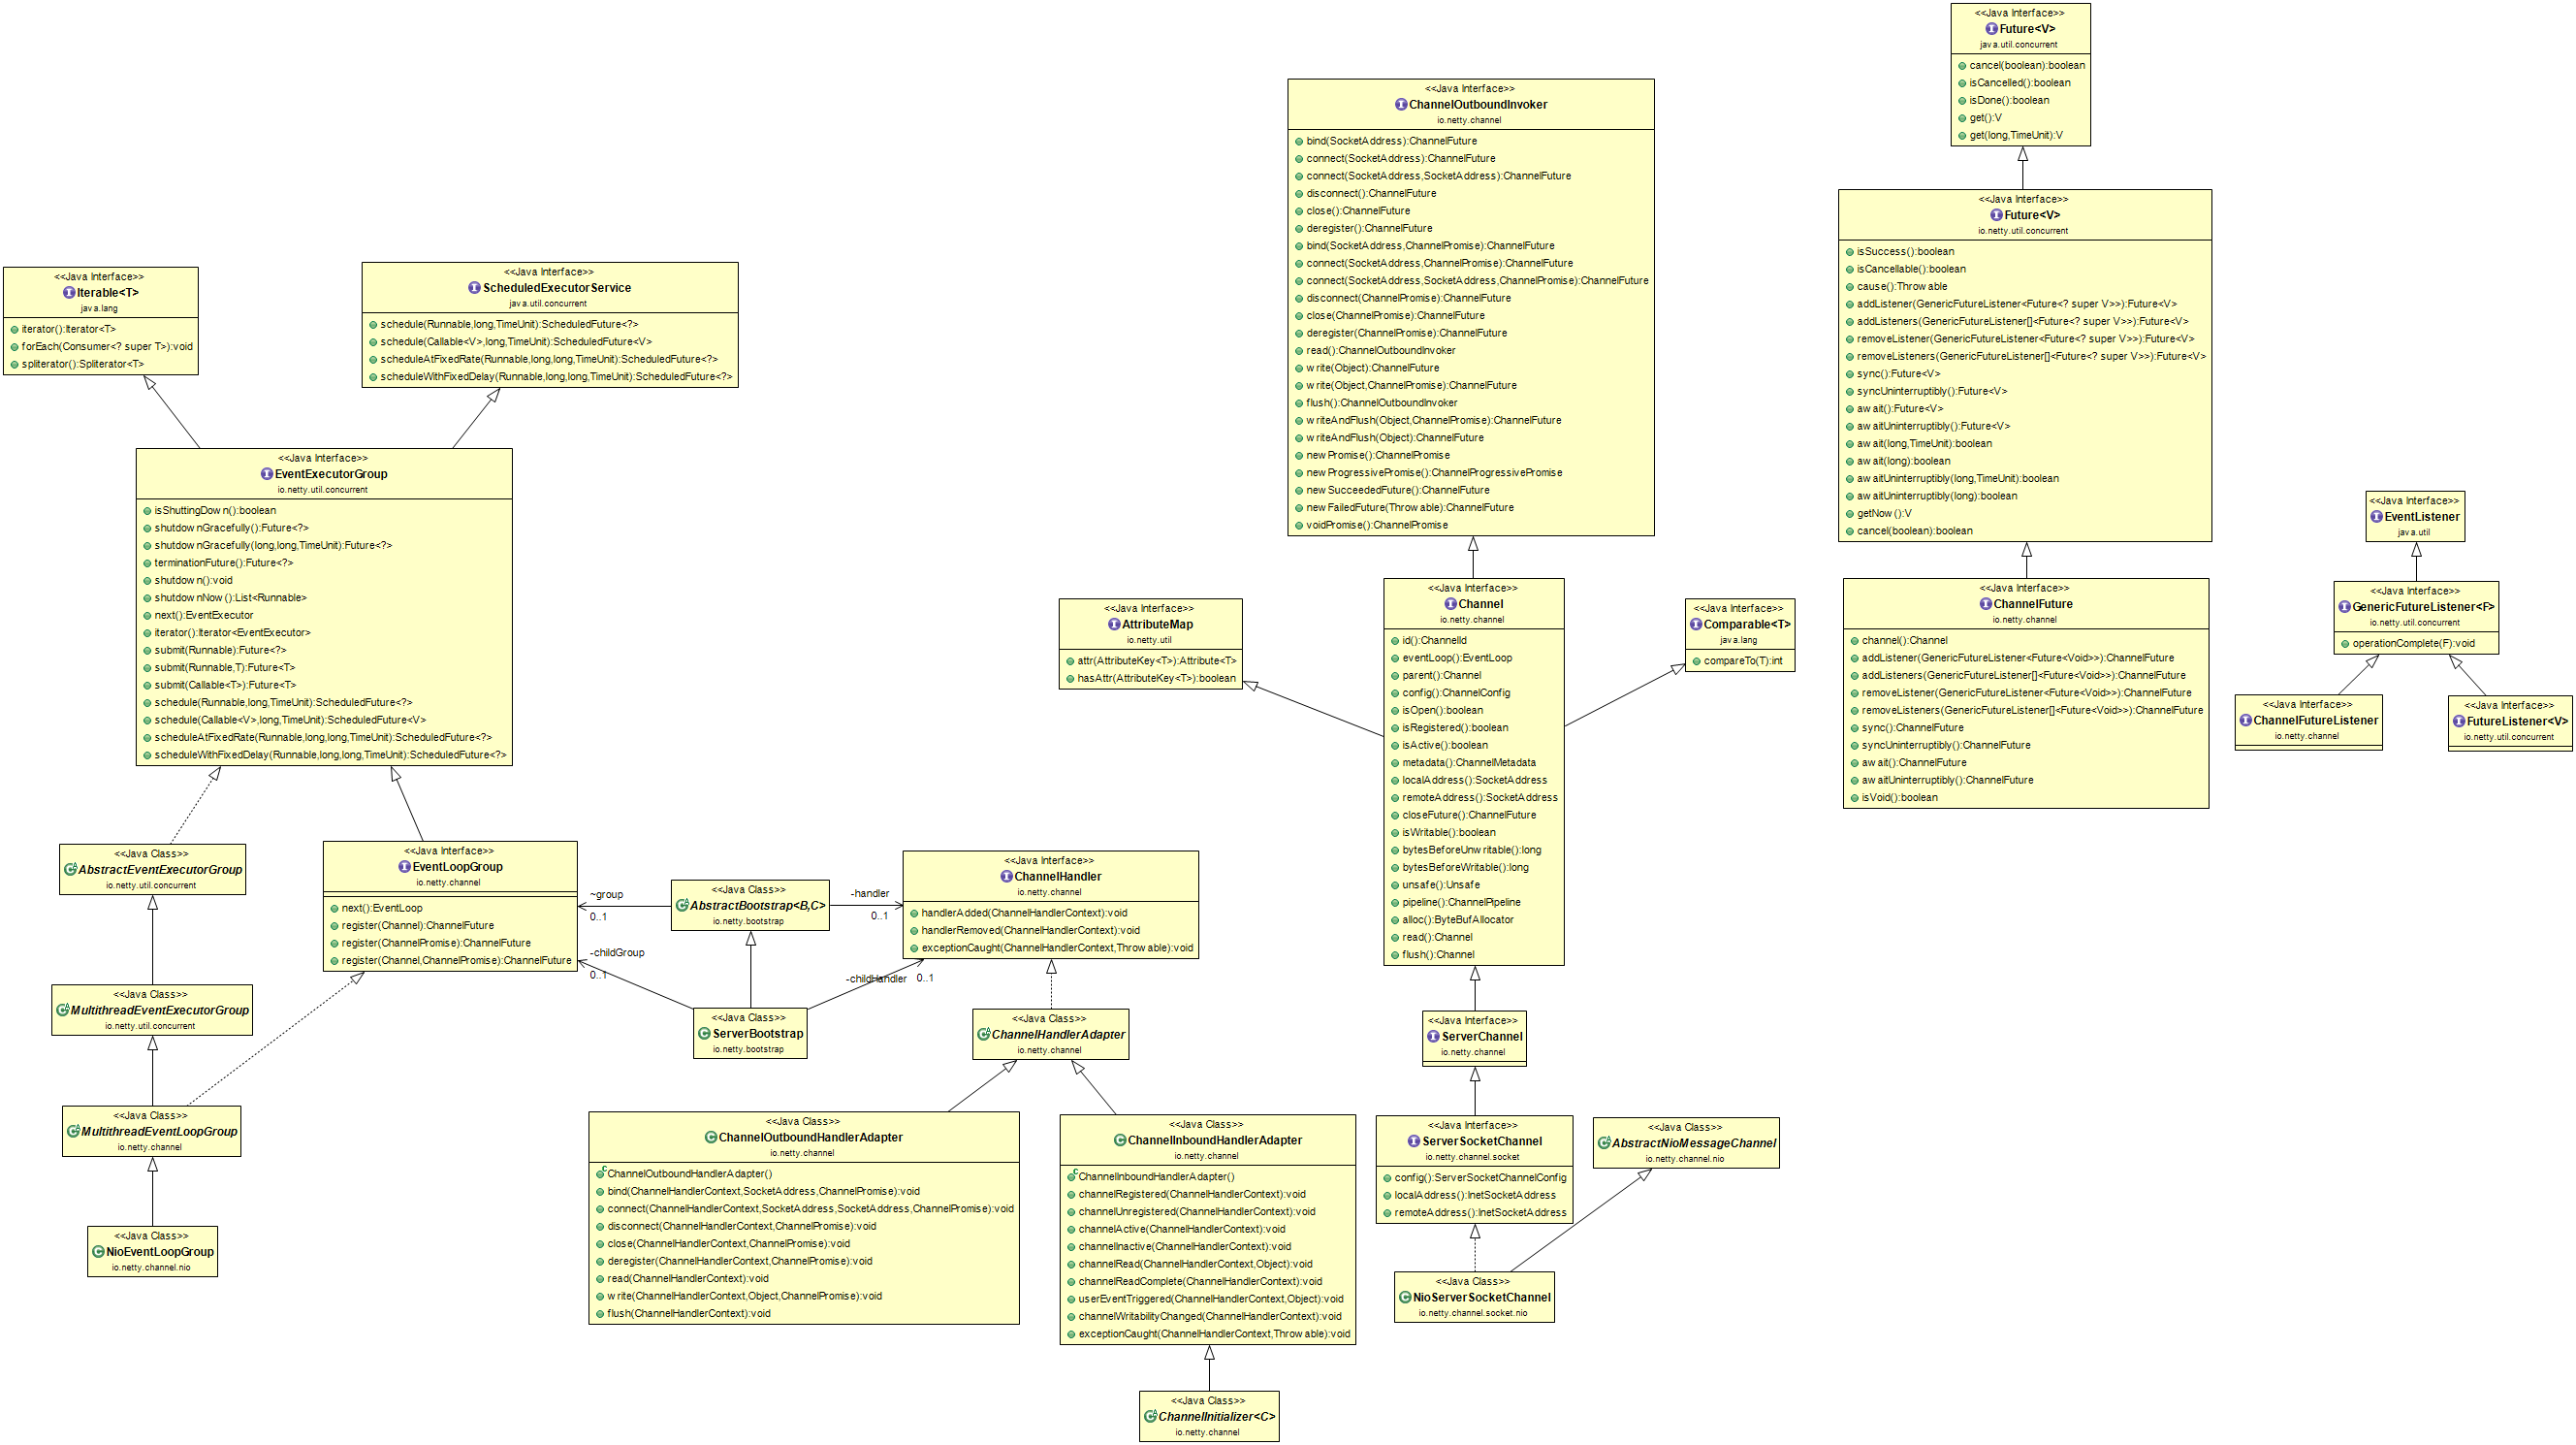 <<Java Interface>>
Iterable<T>
java.lang
iterator():Iterator<T>
forEach(Consumer<? super T>):void
spliterator():Spliterator<T>
<<Java Interface>>
ScheduledExecutorService
java.util.concurrent
schedule(Runnable,long,TimeUnit):ScheduledFuture<?>
schedule(Callable<V>,long,TimeUnit):ScheduledFuture<V>
scheduleAtFixedRate(Runnable,long,long,TimeUnit):ScheduledFuture<?>
scheduleWithFixedDelay(Runnable,long,long,TimeUnit):ScheduledFuture<?>
<<Java Interface>>
EventExecutorGroup
io.netty.util.concurrent
isShuttingDown():boolean
shutdownGracefully():Future<?>
shutdownGracefully(long,long,TimeUnit):Future<?>
terminationFuture():Future<?>
shutdown():void
shutdownNow():List<Runnable>
next():EventExecutor
iterator():Iterator<EventExecutor>
submit(Runnable):Future<?>
submit(Runnable,T):Future<T>
submit(Callable<T>):Future<T>
schedule(Runnable,long,TimeUnit):ScheduledFuture<?>
schedule(Callable<V>,long,TimeUnit):ScheduledFuture<V>
scheduleAtFixedRate(Runnable,long,long,TimeUnit):ScheduledFuture<?>
scheduleWithFixedDelay(Runnable,long,long,TimeUnit):ScheduledFuture<?>
<<Java Class>>
AbstractEventExecutorGroup
io.netty.util.concurrent
<<Java Interface>>
EventLoopGroup
io.netty.channel
next():EventLoop
register(Channel):ChannelFuture
register(ChannelPromise):ChannelFuture
register(Channel,ChannelPromise):ChannelFuture
<<Java Class>>
MultithreadEventExecutorGroup
io.netty.util.concurrent
<<Java Class>>
MultithreadEventLoopGroup
io.netty.channel
<<Java Class>>
NioEventLoopGroup
io.netty.channel.nio
~group
0..1
-childGroup
0..1
<<Java Class>>
AbstractBootstrap<B,C>
io.netty.bootstrap
-handler
0..1
-childHandler
0..1
<<Java Class>>
ServerBootstrap
io.netty.bootstrap
<<Java Interface>>
ChannelHandler
io.netty.channel
handlerAdded(ChannelHandlerContext):void
handlerRemoved(ChannelHandlerContext):void
exceptionCaught(ChannelHandlerContext,Throwable):void
<<Java Class>>
ChannelHandlerAdapter
io.netty.channel
<<Java Class>>
ChannelOutboundHandlerAdapter
io.netty.channel
ChannelOutboundHandlerAdapter()
bind(ChannelHandlerContext,SocketAddress,ChannelPromise):void
connect(ChannelHandlerContext,SocketAddress,SocketAddress,ChannelPromise):void
disconnect(ChannelHandlerContext,ChannelPromise):void
close(ChannelHandlerContext,ChannelPromise):void
deregister(ChannelHandlerContext,ChannelPromise):void
read(ChannelHandlerContext):void
write(ChannelHandlerContext,Object,ChannelPromise):void
flush(ChannelHandlerContext):void
<<Java Class>>
ChannelInboundHandlerAdapter
io.netty.channel
ChannelInboundHandlerAdapter()
channelRegistered(ChannelHandlerContext):void
channelUnregistered(ChannelHandlerContext):void
channelActive(ChannelHandlerContext):void
channelInactive(ChannelHandlerContext):void
channelRead(ChannelHandlerContext,Object):void
channelReadComplete(ChannelHandlerContext):void
userEventTriggered(ChannelHandlerContext,Object):void
channelWritabilityChanged(ChannelHandlerContext):void
exceptionCaught(ChannelHandlerContext,Throwable):void
<<Java Class>>
ChannelInitializer<C>
io.netty.channel
<<Java Interface>>
ChannelOutboundInvoker
io.netty.channel
bind(SocketAddress):ChannelFuture
connect(SocketAddress):ChannelFuture
connect(SocketAddress,SocketAddress):ChannelFuture
disconnect():ChannelFuture
close():ChannelFuture
deregister():ChannelFuture
bind(SocketAddress,ChannelPromise):ChannelFuture
connect(SocketAddress,ChannelPromise):ChannelFuture
connect(SocketAddress,SocketAddress,ChannelPromise):ChannelFuture
disconnect(ChannelPromise):ChannelFuture
close(ChannelPromise):ChannelFuture
deregister(ChannelPromise):ChannelFuture
read():ChannelOutboundInvoker
write(Object):ChannelFuture
write(Object,ChannelPromise):ChannelFuture
flush():ChannelOutboundInvoker
writeAndFlush(Object,ChannelPromise):ChannelFuture
writeAndFlush(Object):ChannelFuture
newPromise():ChannelPromise
newProgressivePromise():ChannelProgressivePromise
newSucceededFuture():ChannelFuture
newFailedFuture(Throwable):ChannelFuture
voidPromise():ChannelPromise
<<Java Interface>>
AttributeMap
io.netty.util
attr(AttributeKey<T>):Attribute<T>
hasAttr(AttributeKey<T>):boolean
<<Java Interface>>
Channel
io.netty.channel
id():ChannelId
eventLoop():EventLoop
parent():Channel
config():ChannelConfig
isOpen():boolean
isRegistered():boolean
isActive():boolean
metadata():ChannelMetadata
localAddress():SocketAddress
remoteAddress():SocketAddress
closeFuture():ChannelFuture
isWritable():boolean
bytesBeforeUnwritable():long
bytesBeforeWritable():long
unsafe():Unsafe
pipeline():ChannelPipeline
alloc():ByteBufAllocator
read():Channel
flush():Channel
<<Java Interface>>
Comparable<T>
java.lang
compareTo(T):int
<<Java Interface>>
ServerChannel
io.netty.channel
<<Java Interface>>
ServerSocketChannel
io.netty.channel.socket
config():ServerSocketChannelConfig
localAddress():InetSocketAddress
remoteAddress():InetSocketAddress
<<Java Class>>
AbstractNioMessageChannel
io.netty.channel.nio
<<Java Class>>
NioServerSocketChannel
io.netty.channel.socket.nio
<<Java Interface>>
Future<V>
java.util.concurrent
cancel(boolean):boolean
isCancelled():boolean
isDone():boolean
get():V
get(long,TimeUnit):V
<<Java Interface>>
Future<V>
io.netty.util.concurrent
isSuccess():boolean
isCancellable():boolean
cause():Throwable
addListener(GenericFutureListener<Future<? super V>>):Future<V>
addListeners(GenericFutureListener[]<Future<? super V>>):Future<V>
removeListener(GenericFutureListener<Future<? super V>>):Future<V>
removeListeners(GenericFutureListener[]<Future<? super V>>):Future<V>
sync():Future<V>
syncUninterruptibly():Future<V>
await():Future<V>
awaitUninterruptibly():Future<V>
await(long,TimeUnit):boolean
await(long):boolean
awaitUninterruptibly(long,TimeUnit):boolean
awaitUninterruptibly(long):boolean
getNow():V
cancel(boolean):boolean
<<Java Interface>>
ChannelFuture
io.netty.channel
channel():Channel
addListener(GenericFutureListener<Future<Void>>):ChannelFuture
addListeners(GenericFutureListener[]<Future<Void>>):ChannelFuture
removeListener(GenericFutureListener<Future<Void>>):ChannelFuture
removeListeners(GenericFutureListener[]<Future<Void>>):ChannelFuture
sync():ChannelFuture
syncUninterruptibly():ChannelFuture
await():ChannelFuture
awaitUninterruptibly():ChannelFuture
isVoid():boolean
<<Java Interface>>
EventListener
java.util
<<Java Interface>>
GenericFutureListener<F>
io.netty.util.concurrent
operationComplete(F):void
<<Java Interface>>
ChannelFutureListener
io.netty.channel
<<Java Interface>>
FutureListener<V>
io.netty.util.concurrent